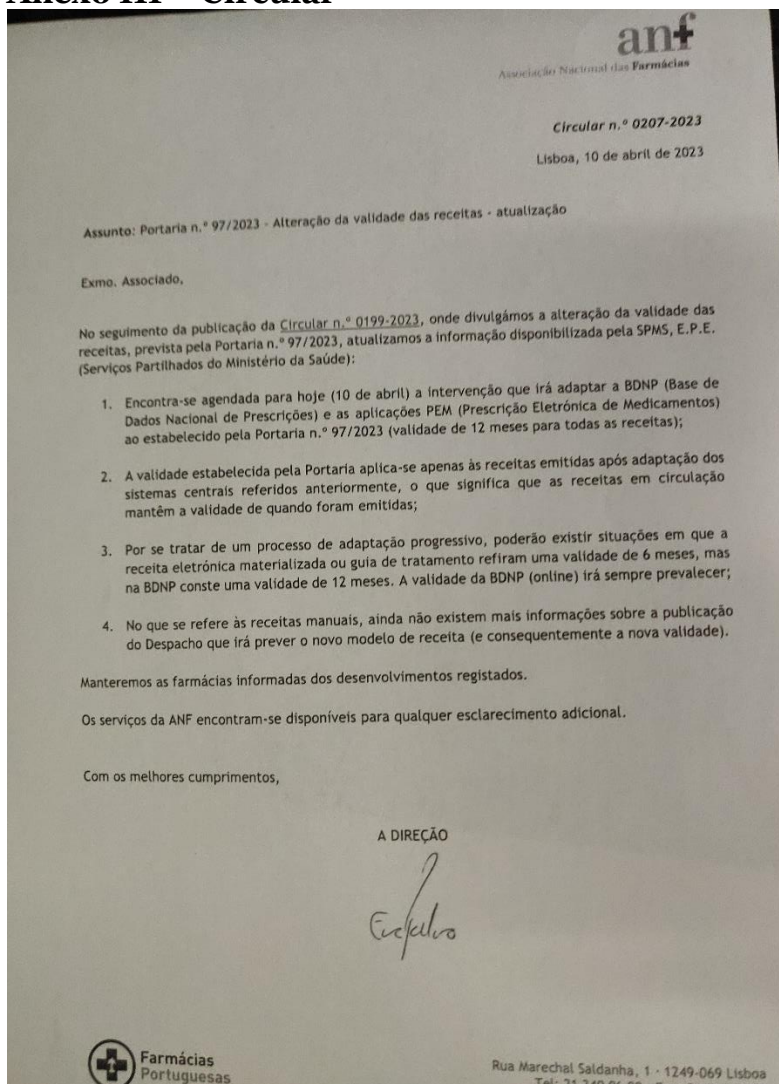 Anexo III – Circular
anf
Associação Nacional das Farmácias
Circular n.º 0207-2023
Lisboa, 10 de abril de 2023
Assunto: Portaria n.º 97/2023 - Alteração da validade das receitas - atualização
Exmo. Associado,
No seguimento da publicação da Circular n.º 0199-2023, onde divulgámos a alteração da validade das
receitas, prevista pela Portaria n.º 97/2023, atualizamos a informação disponibilizada pela SPMS, E.P.E.
(Serviços Partilhados do Ministério da Saúde):
1. Encontra-se agendada para hoje (10 de abril) a intervenção que irá adaptar a BDNP (Base de
Dados Nacional de Prescrições) e as aplicações PEM (Prescrição Eletrónica de Medicamentos)
ao estabelecido pela Portaria n.º 97/2023 (validade de 12 meses para todas as receitas);
2. A validade estabelecida pela Portaria aplica-se apenas às receitas emitidas após adaptação dos
sistemas centrais referidos anteriormente, o que significa que as receitas em circulação
mantêm a validade de quando foram emitidas;
3. Por se tratar de um processo de adaptação progressivo, poderão existir situações em que a
receita eletrónica materializada ou guia de tratamento refiram uma validade de 6 meses, mas
na BDNP conste uma validade de 12 meses. A validade da BDNP (online) irá sempre prevalecer;
4. No que se refere às receitas manuais, ainda não existem mais informações sobre a publicação
do Despacho que irá prever o novo modelo de receita (e consequentemente a nova validade).
Manteremos as farmácias informadas dos desenvolvimentos registados.
Os serviços da ANF encontram-se disponíveis para qualquer esclarecimento adicional.
Com os melhores cumprimentos,
A DIREÇÃO
Farmácias
Portuguesas
Rua Marechal Saldanha, 1 · 1249-069 Lisboa